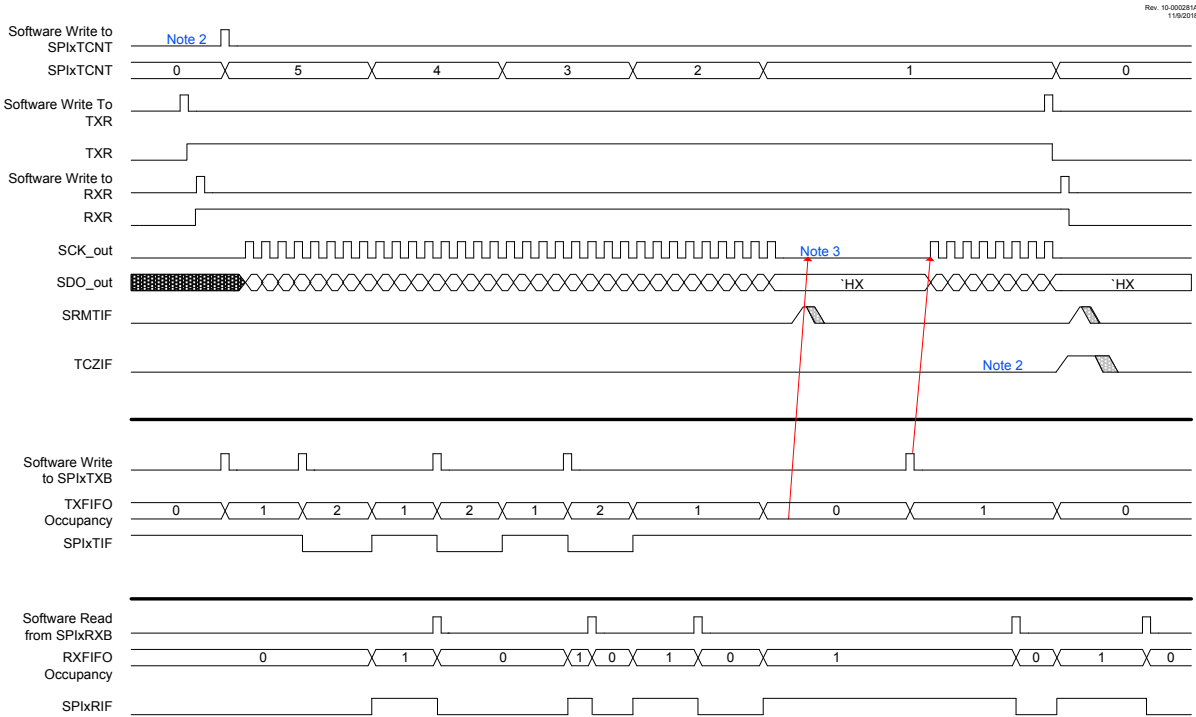 Rev. 10-000281A
11/9/2018
Software Write to
SPIxTCNT
Note 2
SPIxTCNT
0 5 4 3 2 1 0
Software Write To
TXR
TXR
Software Write to
RXR
RXR
SCK_out
Note 3
SDO_out
`HX
`HX
SRMTIF
TCZIF
Note 2
Software Write
to SPIxTXB
TXFIFO
Occupancy
0 1 2 1 2 1 2 1 0 1 0
SPIxTIF
Software Read
from SPIxRXB
RXFIFO
Occupancy
0 1 0 1 0 1 0 1 0 1 0
SPIxRIF